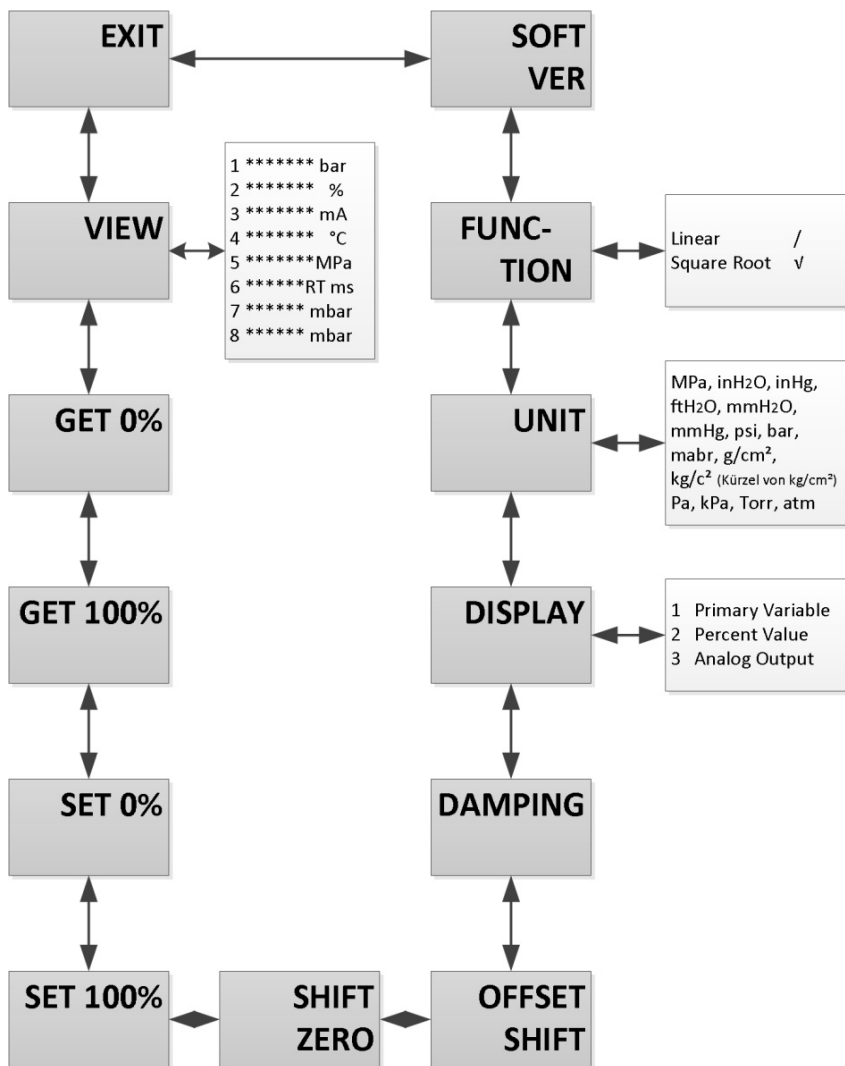 EXIT
SOFT
VER
VIEW
1 ******* bar
2 ******* %
3 ******* mA
4 ******* °C
5 *******MPa
6 ******RT ms
7 ****** mbar
8 ****** mbar
FUNC-
TION
Linear /
Square Root √
GET 0%
UNIT
MPa, inH2O, inHg,
ftH2O, mmH2O,
mmHg, psi, bar,
mabr, g/cm²,
kg/c² (Kürzel von kg/cm²)
Pa, kPa, Torr, atm
GET 100%
DISPLAY
1 Primary Variable
2 Percent Value
3 Analog Output
SET 0%
DAMPING
SET 100%
SHIFT
ZERO
OFFSET
SHIFT